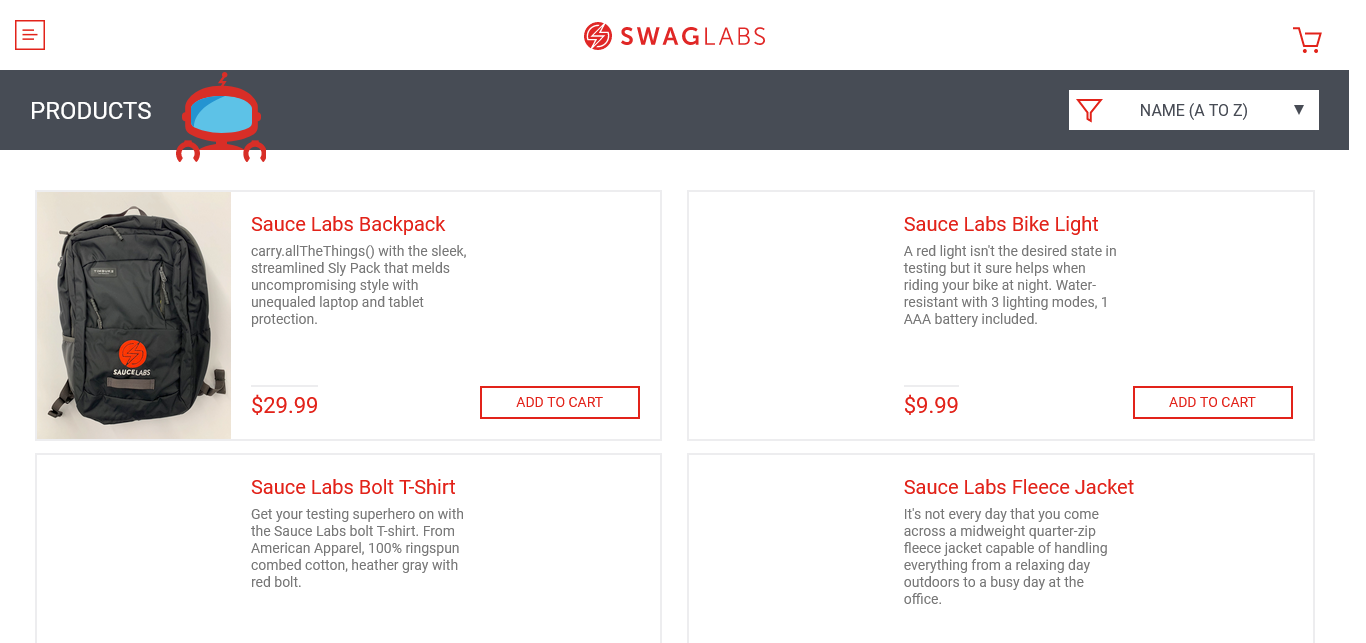 SWAGLABS
PRODUCTS
NAME (A TO Z)
Sauce Labs Backpack
carry.allTheThings() with the sleek,
streamlined Sly Pack that melds
uncompromising style with
unequaled laptop and tablet
protection.
$29.99
ADD TO CART
SAUCELABS
Sauce Labs Bike Light
A red light isn't the desired state in
testing but it sure helps when
riding your bike at night. Water-
resistant with 3 lighting modes, 1
AAA battery included.
$9.99
ADD TO CART
Sauce Labs Bolt T-Shirt
Get your testing superhero on with
the Sauce Labs bolt T-shirt. From
American Apparel, 100% ringspun
combed cotton, heather gray with
red bolt.
Sauce Labs Fleece Jacket
It's not every day that you come
across a midweight quarter-zip
fleece jacket capable of handling
everything from a relaxing day
outdoors to a busy day at the
office.